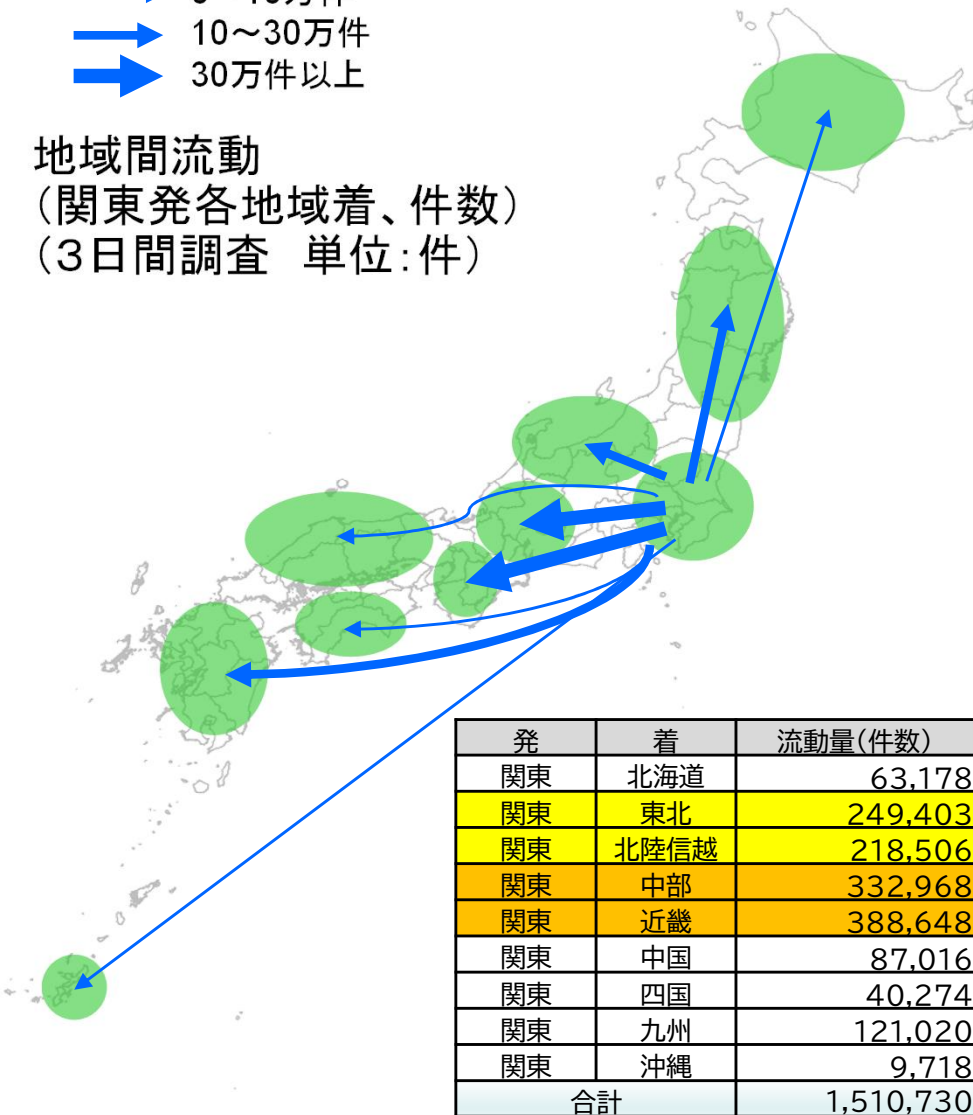 10～30万件
30万件以上
地域間流動
（関東発各地域着、件数）
（3日間調査　単位：件）
発 着 流動量(件数)
関東 北海道 63,178
関東 東北 249,403
関東 北陸信越 218,506
関東 中部 332,968
関東 近畿 388,648
関東 中国 87,016
関東 四国 40,274
関東 九州 121,020
関東 沖縄 9,718
合計 1,510,730